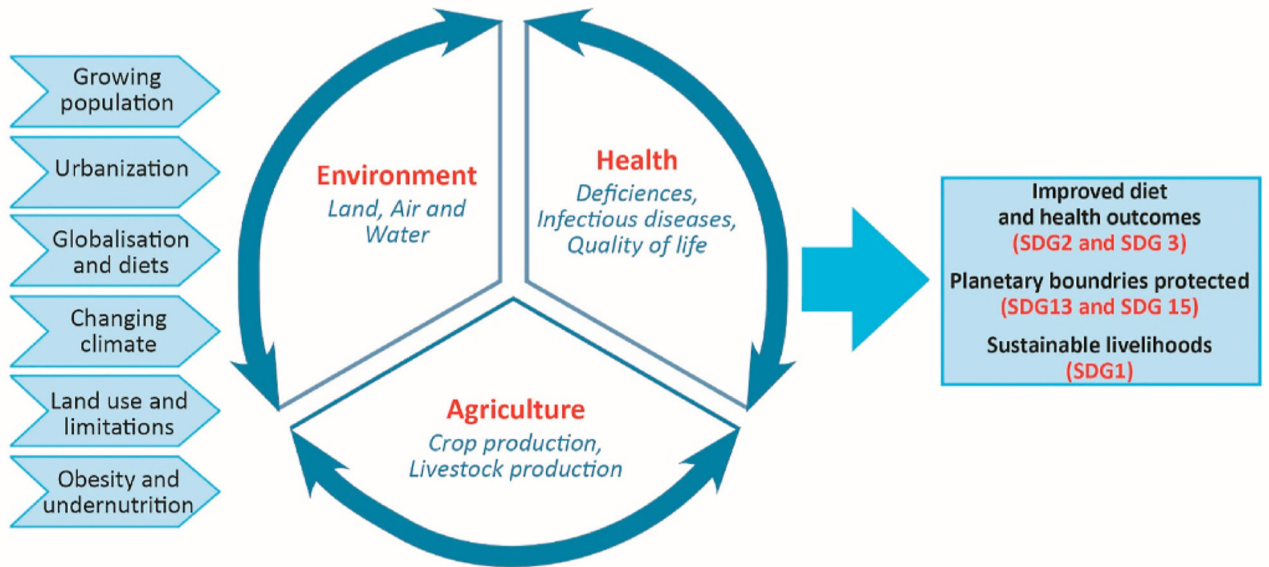 Growing
population
Urbanization
Globalisation
and diets
Changing
climate
Land use and
limitations
Obesity and
undernutrition
Environment
Land, Air and
Water
Health
Deficiences,
Infectious diseases,
Quality of life
Agriculture
Crop production,
Livestock production
Improved diet
and health outcomes
(SDG2 and SDG 3)
Planetary boundries protected
(SDG13 and SDG 15)
Sustainable livelihoods
(SDG1)